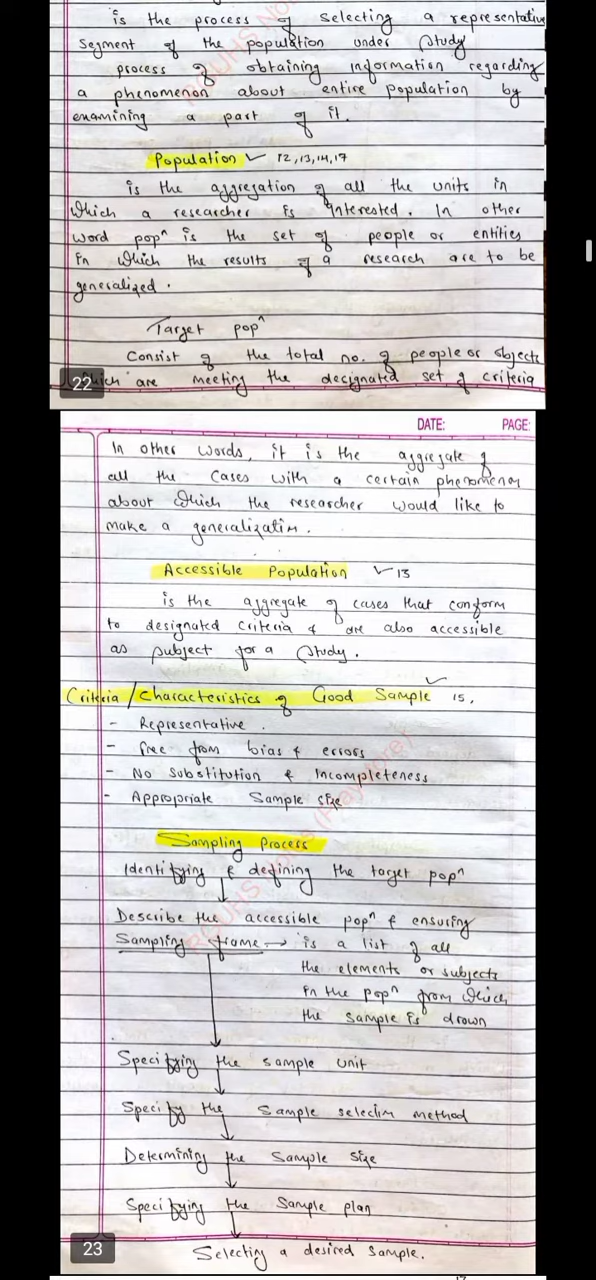 is the process of selecting a representative
segment of the population under study
process of obtaining information regarding
a phenomenon about entire population by
examining a part of it.
Population ✓ 12,13,14,17
is the aggregation of all the units in
which a researcher is interested. In other
word popⁿ is the set of people or entities
in which the results of a research are to be
generalized.
Target popⁿ
Consist of the total no. of people or objects
which are meeting the designated set of criteria
22
DATE: PAGE:
In other words, it is the aggregate of
all the cases with a certain phenomenon
about which the researcher would like to
make a generalization.
Accessible Population ✓ 13
is the aggregate of cases that conform
to designated criteria & are also accessible
as subject for a study.
Criteria / Characteristics of Good Sample ✓ 15.
- Representative.
- free from bias & errors
- No substitution & Incompleteness
- Appropriate Sample size
Sampling Process
Identifying & defining the target popⁿ
↓
Describe the accessible popⁿ & ensuring
Sampling frame → is a list of all
the elements or subjects
in the popⁿ from which
the sample is drawn
↓
Specifying the sample unit
↓
Specify the Sample selection method
↓
Determining the Sample size
↓
Specifying the Sample plan
↓
23
Selecting a desired sample.